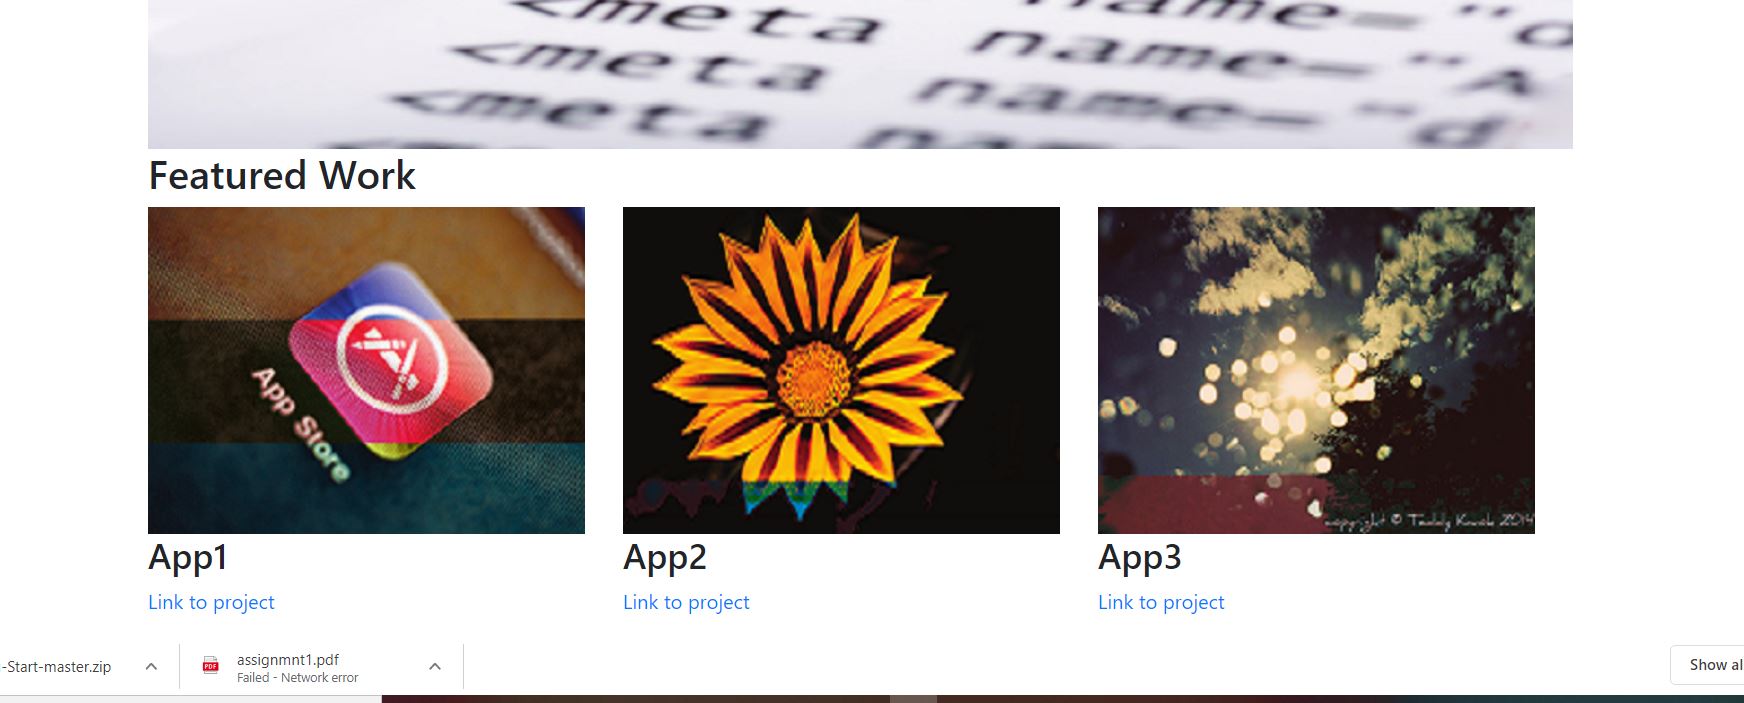 <meta name="d
<meta name="A
<meta name="d
Featured Work
App Store
copyright © Teddy Kwok 2014
App1
App2
App3
Link to project
Link to project
Link to project
-Start-master.zip
assignmnt1.pdf
Failed - Network error
Show al